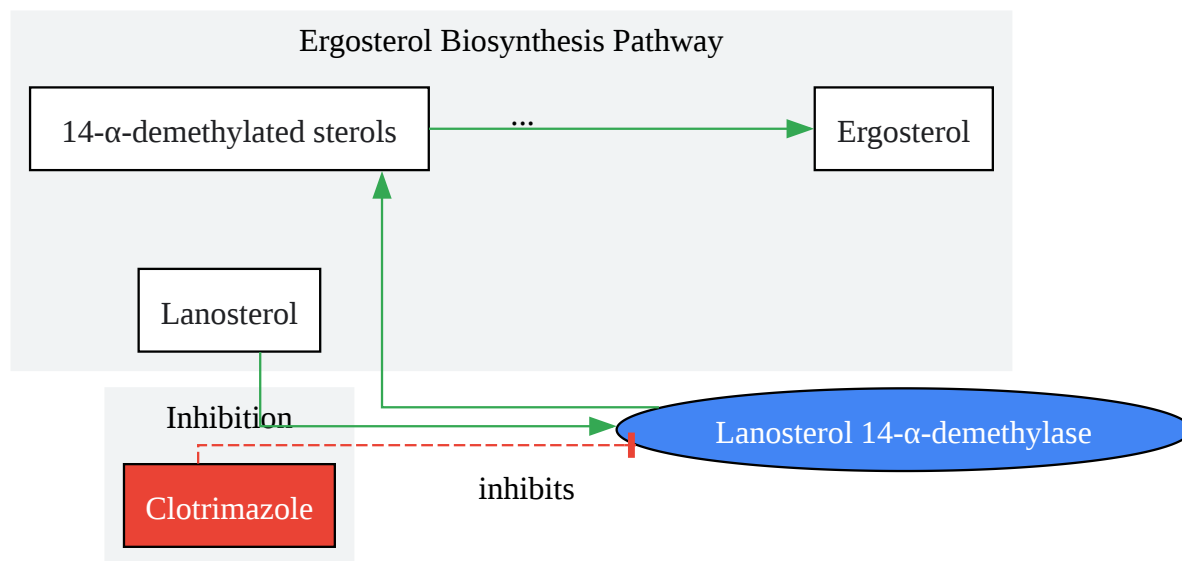 Ergosterol Biosynthesis Pathway
14-α-demethylated sterols
...
Ergosterol
Lanosterol
Inhibition
Lanosterol 14-α-demethylase
inhibits
Clotrimazole